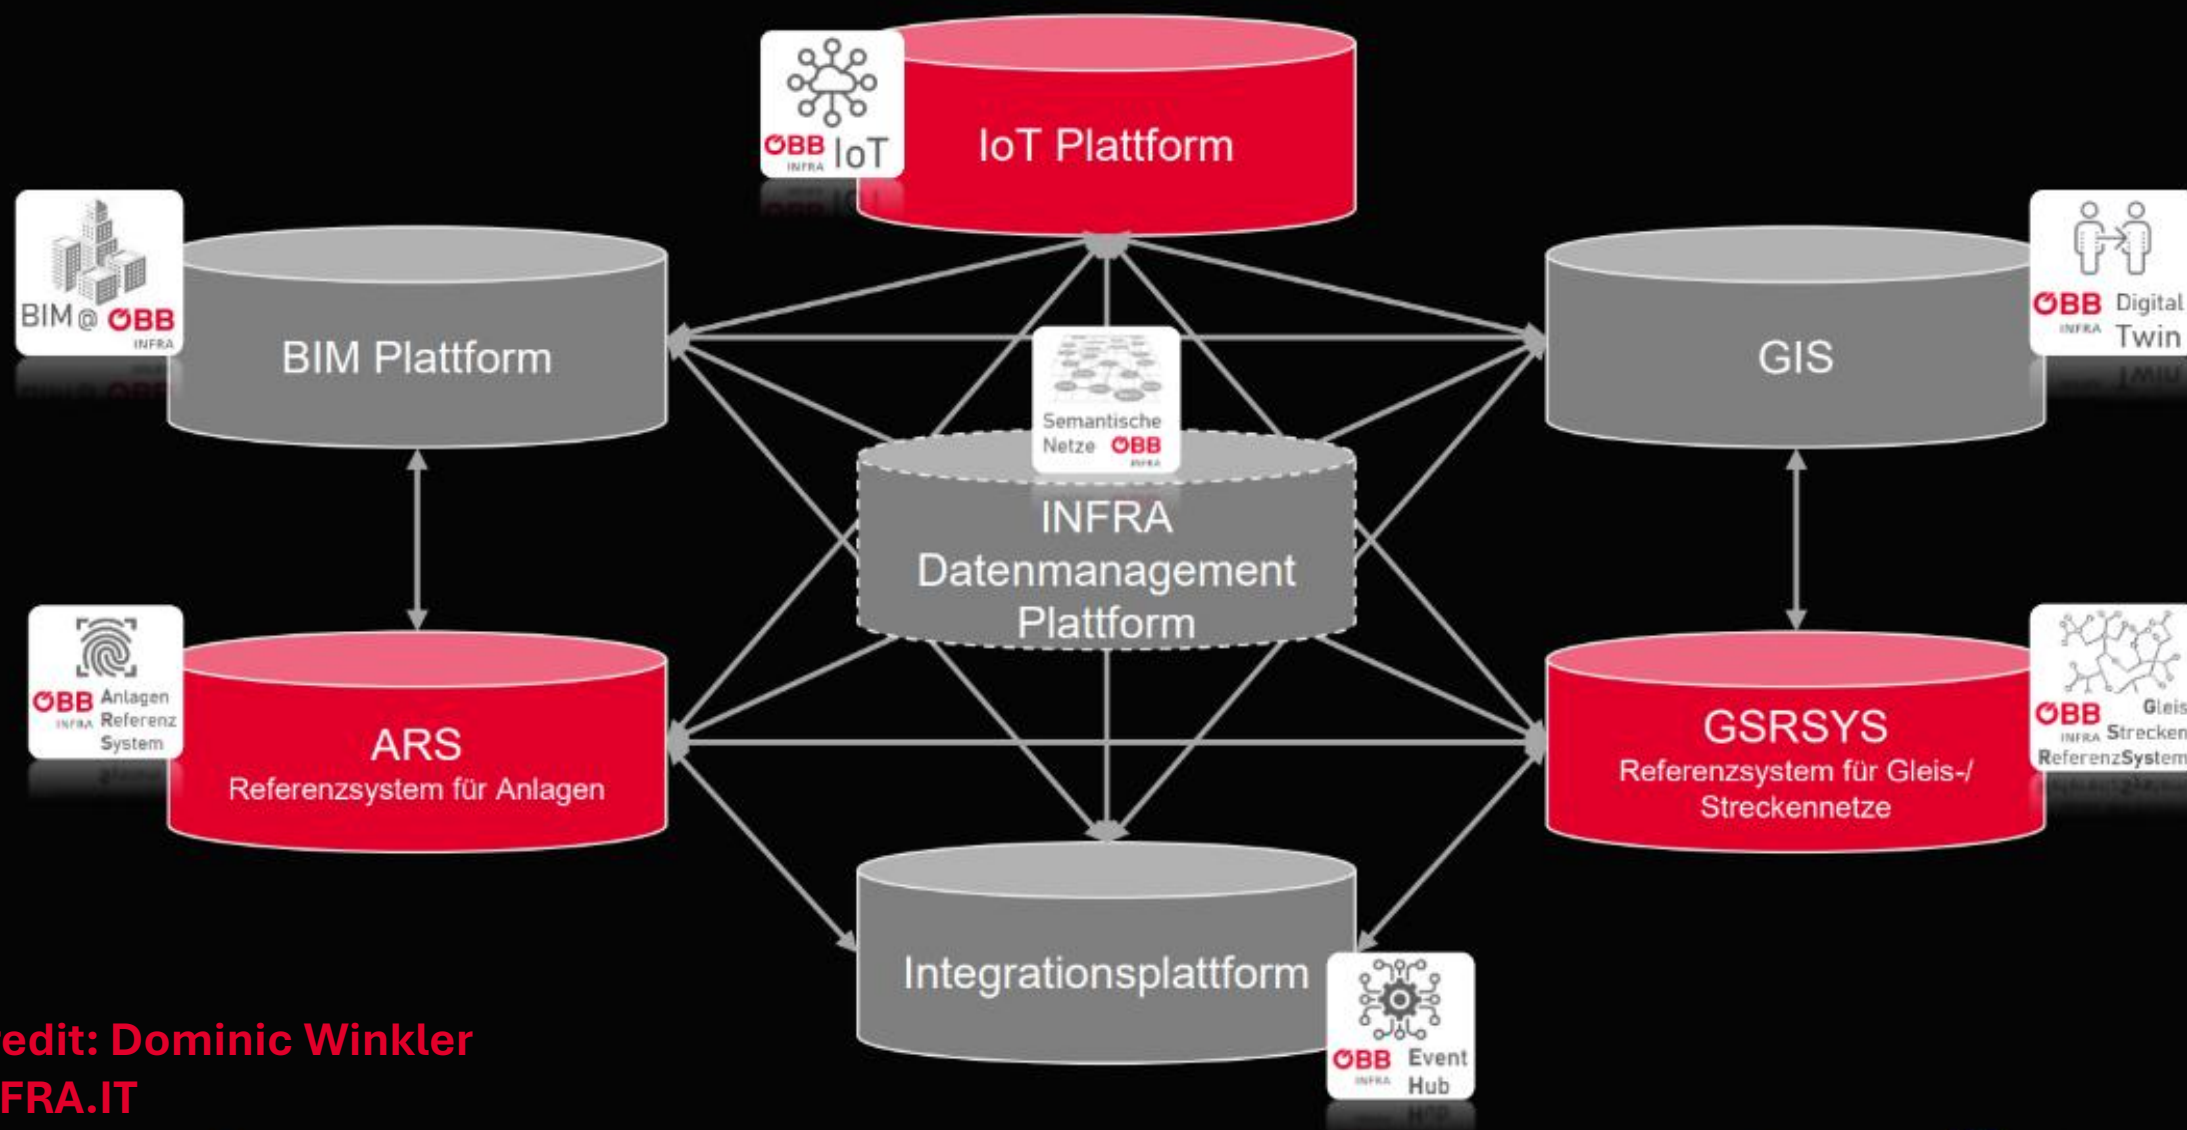 ÖBB IoT
INFRA
IoT Plattform
BIM@ ÖBB
INFRA
BIM Plattform
GIS
ÖBB Digital
INFRA Twin
Semantische
Netze ÖBB
INFRA
INFRA
Datenmanagement
Plattform
ÖBB Anlagen
INFRA Referenz
System
ARS
Referenzsystem für Anlagen
GSRSYS
Referenzsystem für Gleis-/
Streckennetze
ÖBB Gleis
INFRA Strecken
ReferenzSystem
Integrationsplattform
ÖBB Event
INFRA Hub
edit: Dominic Winkler
FRA.IT